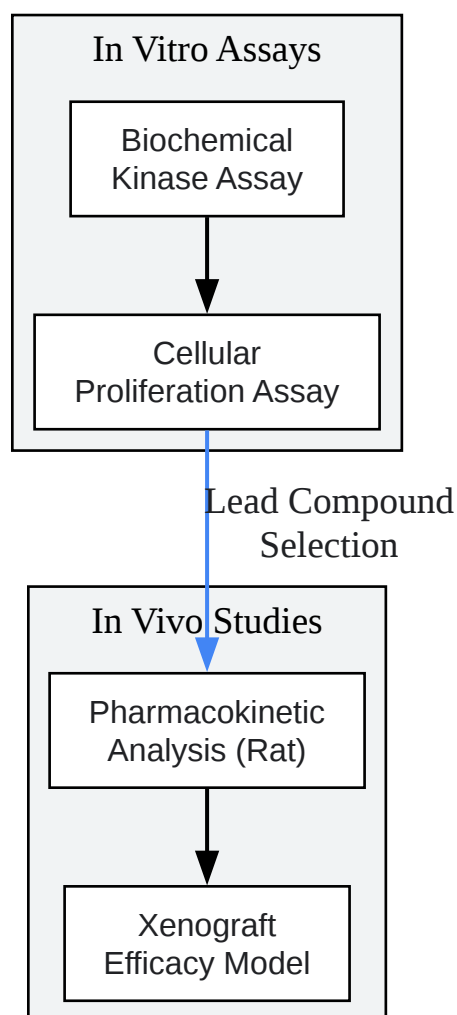 In Vitro Assays
Biochemical
Kinase Assay
Cellular
Proliferation Assay
Lead Compound
Selection
In Vivo Studies
Pharmacokinetic
Analysis (Rat)
Xenograft
Efficacy Model